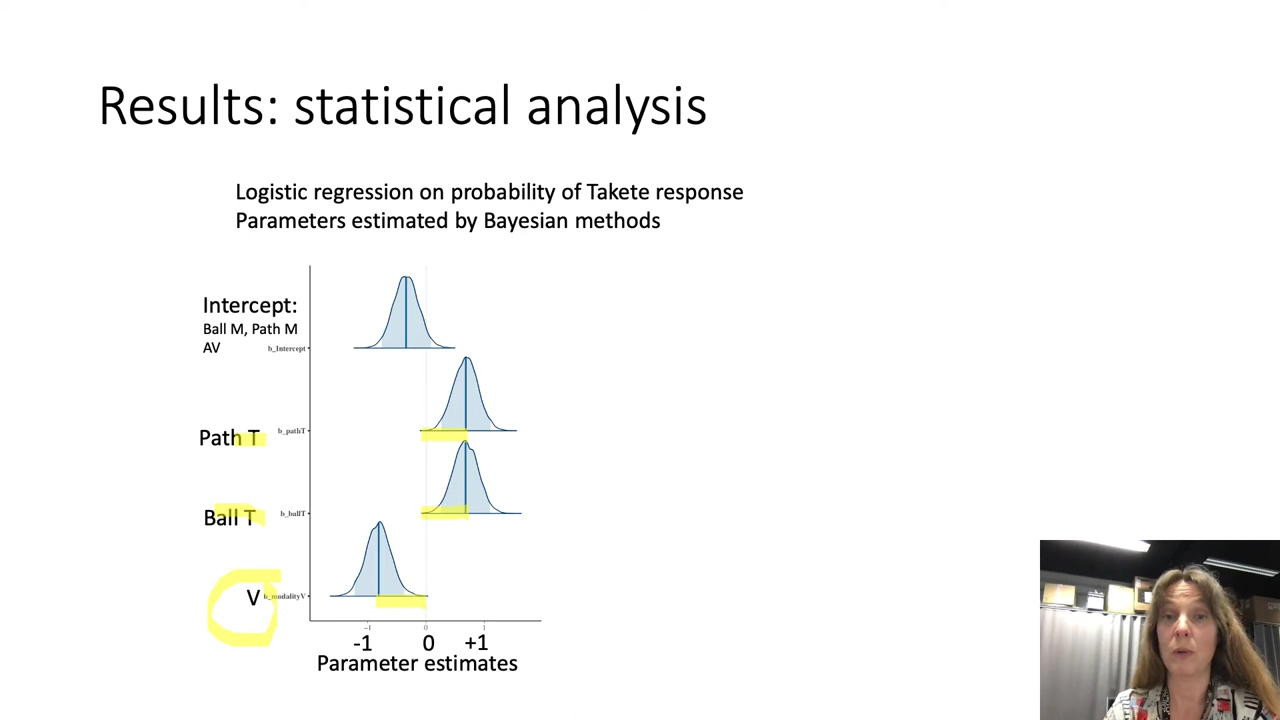 Results: statistical analysis
Logistic regression on probability of Takete response
Parameters estimated by Bayesian methods
Intercept:
Ball M, Path M
AV
b_Intercept
Path T
b_pathT
Ball T
b_ballT
V
b_modalityV
-1
0
1
-1
0
+1
Parameter estimates